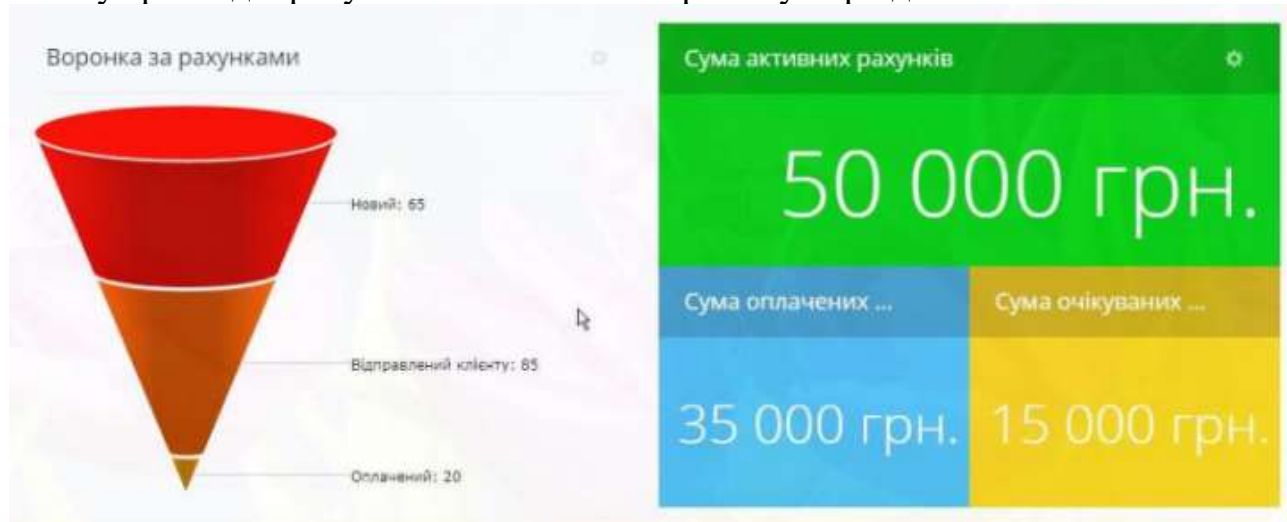 Воронка за рахунками
Новий: 65
Відправлений клієнту: 85
Оплачений: 20
Сума активних рахунків
50 000 грн.
Сума оплачених ...
35 000 грн.
Сума очікуваних ...
15 000 грн.